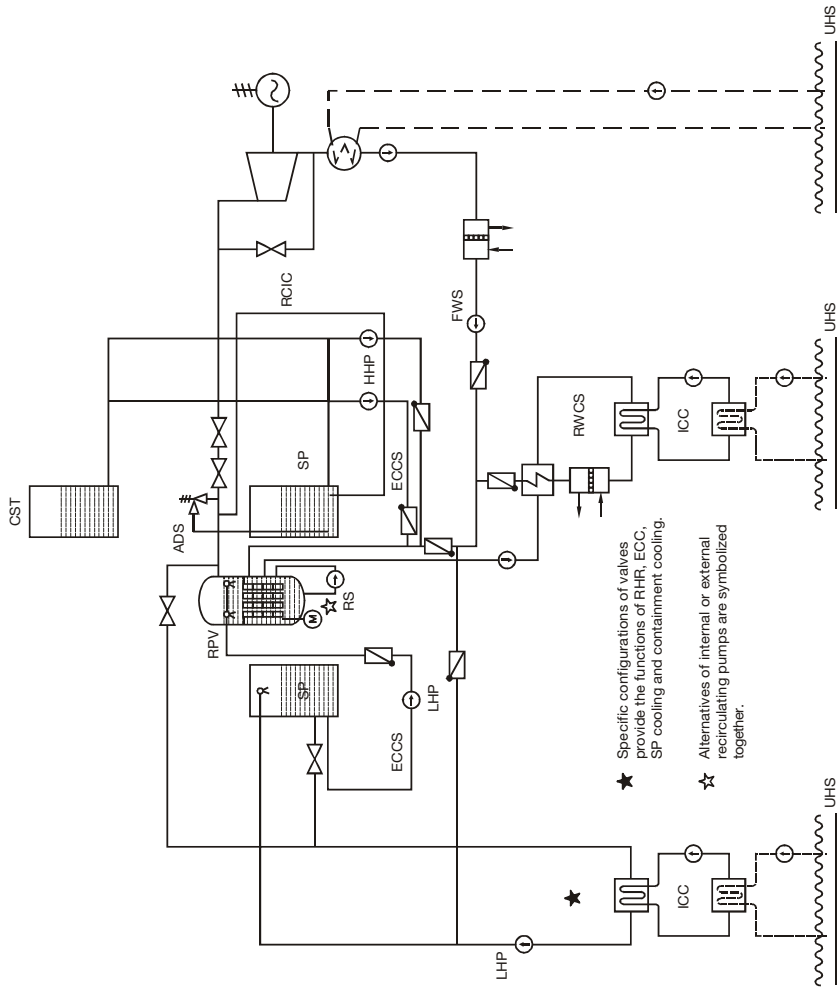 CST
ADS
SP
RCIC
HHP
ECCS
RPV
RS
M
SP
ECCS
LHP
FWS
RWCS
ICC
UHS
UHS
LHP
ICC
UHS
★ Specific configurations of valves
provide the functions of RHR, ECC,
SP cooling and containment cooling.
☆ Alternatives of internal or external
recirculating pumps are symbolized
together.